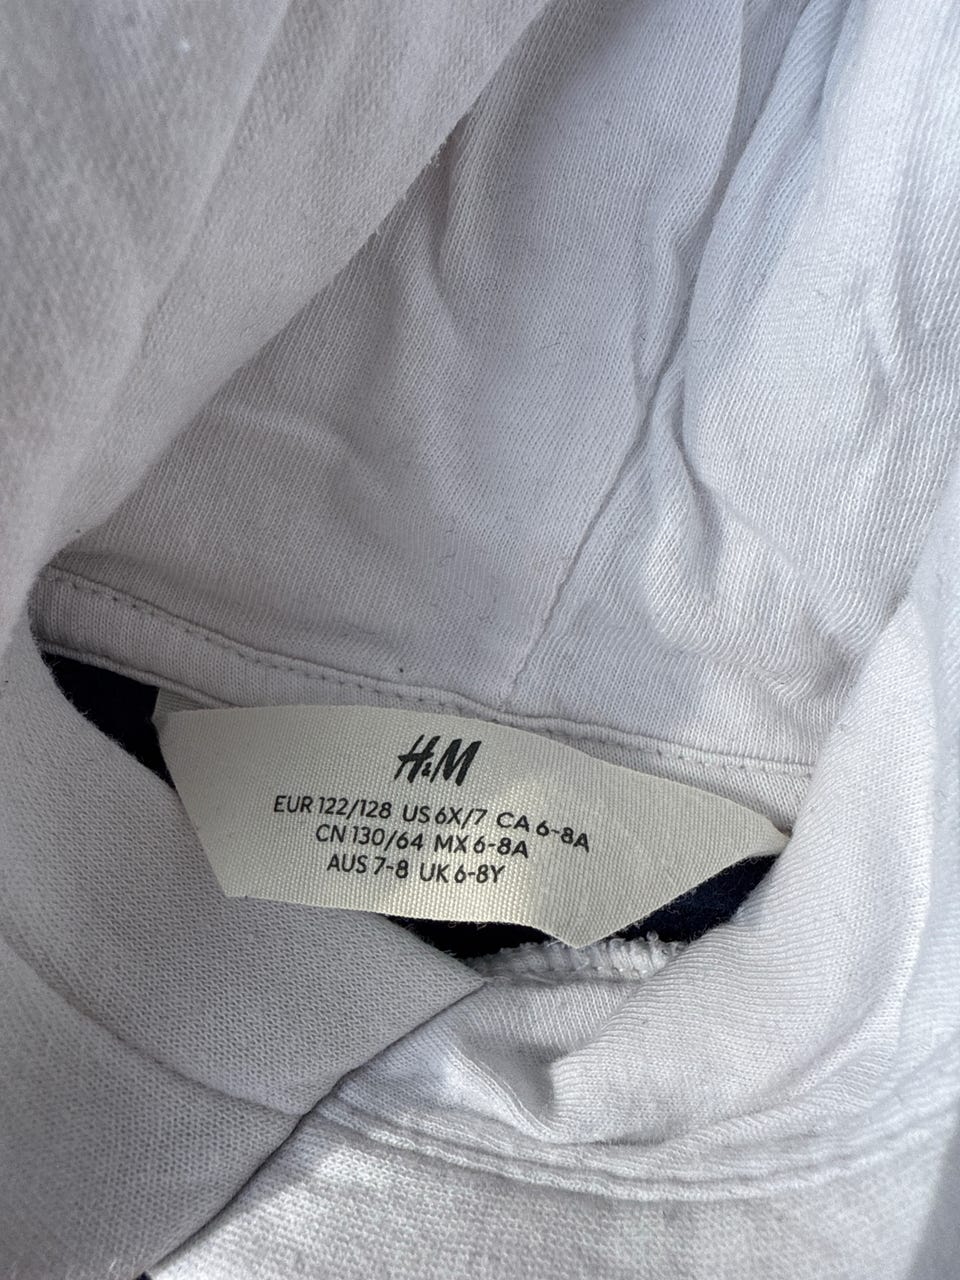 H&M
EUR 122/128 US 6X/7 CA 6-8A
CN 130/64 MX 6-8A
AUS 7-8 UK 6-8Y